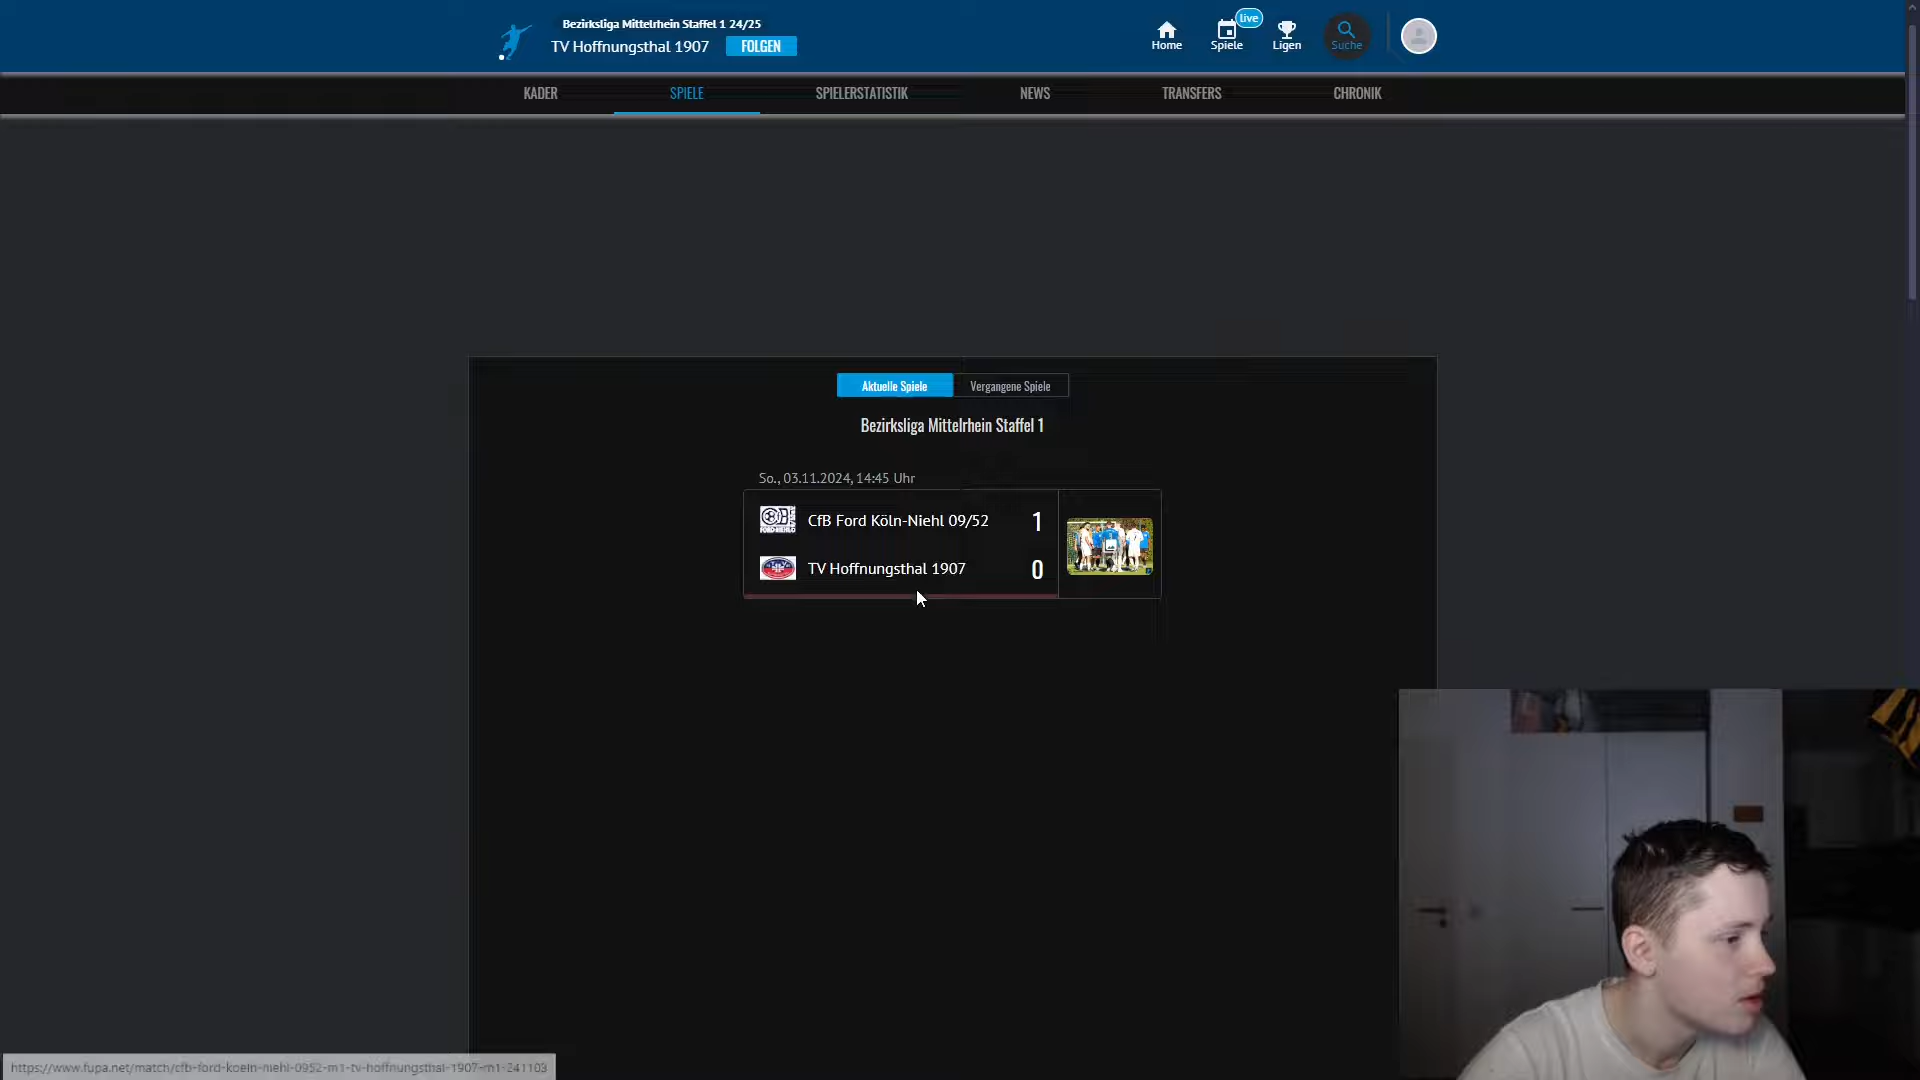 Bezirksliga Mittelrhein Staffel 1 24/25
TV Hoffnungsthal 1907
FOLGEN
Home
Spiele
live
Ligen
Suche
KADER
SPIELE
SPIELERSTATISTIK
NEWS
TRANSFERS
CHRONIK
Aktuelle Spiele
Vergangene Spiele
Bezirksliga Mittelrhein Staffel 1
So., 03.11.2024, 14:45 Uhr
CfB Ford Köln-Niehl 09/52 1
TV Hoffnungsthal 1907 0
https://www.fupa.net/match/cfb-ford-koeln-niehl-0952-m1-tv-hoffnungsthal-1907-m1-241103